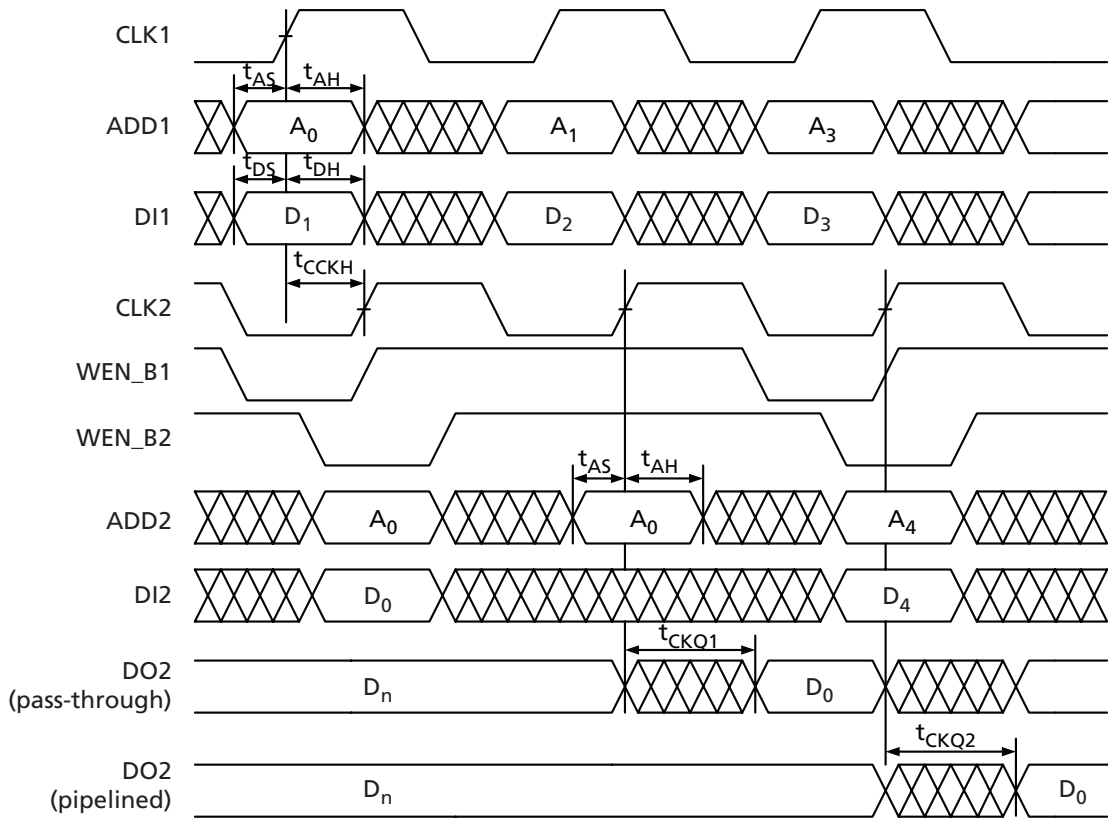 CLK1
t_AS t_AH
ADD1 A_0 A_1 A_3
t_DS t_DH
DI1 D_1 D_2 D_3
t_CCKH
CLK2
WEN_B1
WEN_B2
t_AS t_AH
ADD2 A_0 A_0 A_4
DI2 D_0 D_4
t_CKQ1
DO2
(pass-through) D_n D_0
t_CKQ2
DO2
(pipelined) D_n D_0